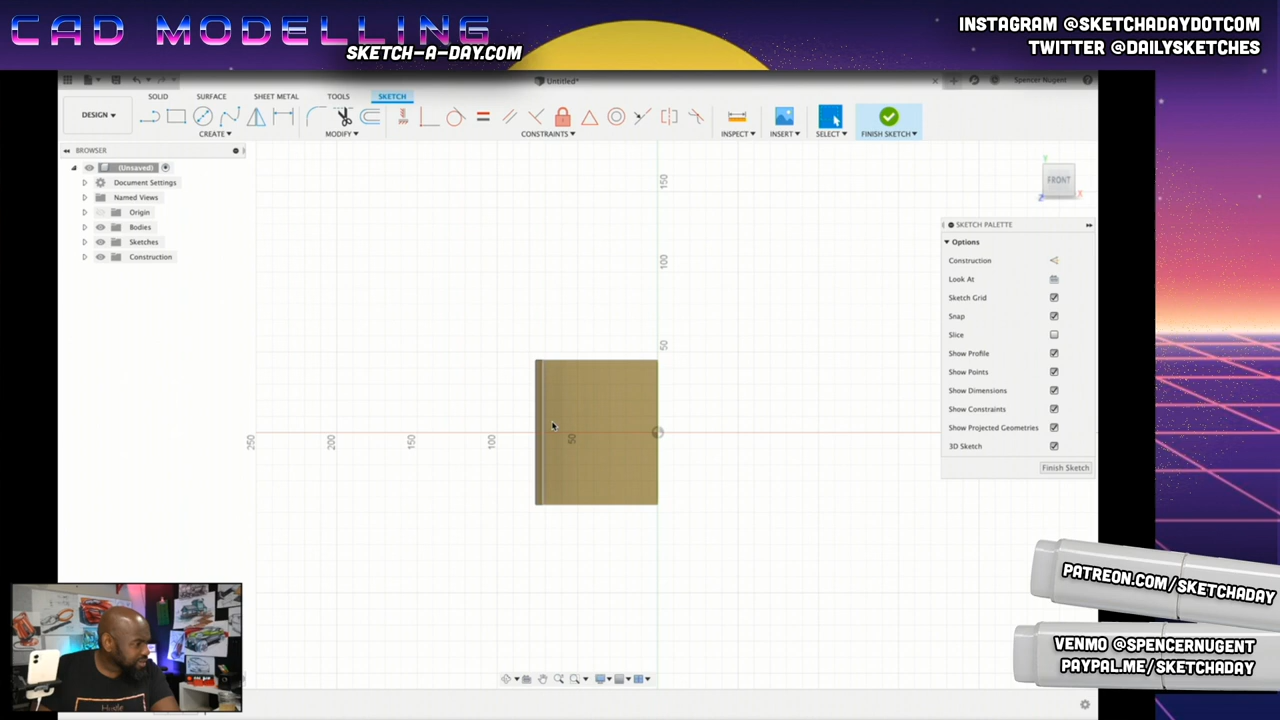 CAD MODELLING
SKETCH-A-DAY.COM
INSTAGRAM @SKETCHADAYDOTCOM
TWITTER @DAILYSKETCHES
Untitled*
Spencer Nugent
DESIGN
SOLID
SURFACE
SHEET METAL
TOOLS
SKETCH
CREATE
MODIFY
CONSTRAINTS
INSPECT
INSERT
SELECT
FINISH SKETCH
BROWSER
(Unsaved)
Document Settings
Named Views
Origin
Bodies
Sketches
Construction
150
100
50
250
200
150
100
50
FRONT
Y
X
Z
SKETCH PALETTE
Options
Construction
Look At
Sketch Grid
Snap
Slice
Show Profile
Show Points
Show Dimensions
Show Constraints
Show Projected Geometries
3D Sketch
Finish Sketch
PATREON.COM/SKETCHADAY
VENMO @SPENCERNUGENT
PAYPAL.ME/SKETCHADAY